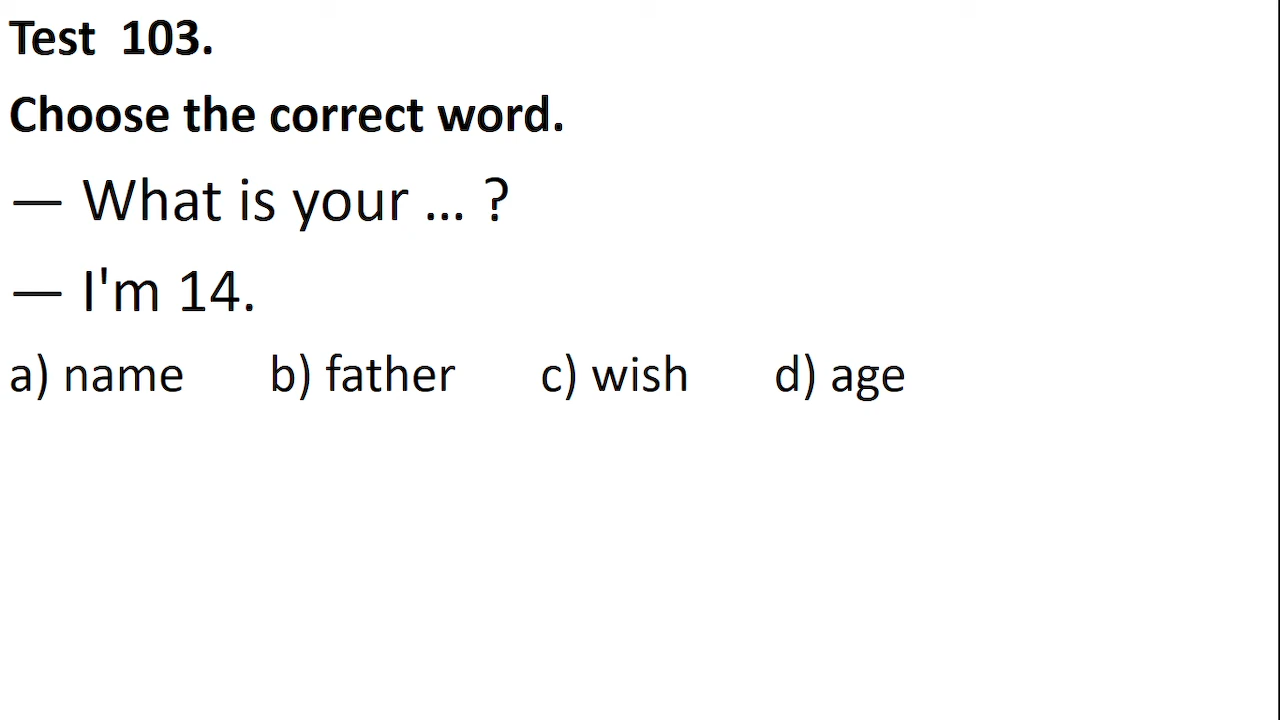 Test 103.
Choose the correct word.
— What is your ... ?
— I'm 14.
a) name b) father c) wish d) age